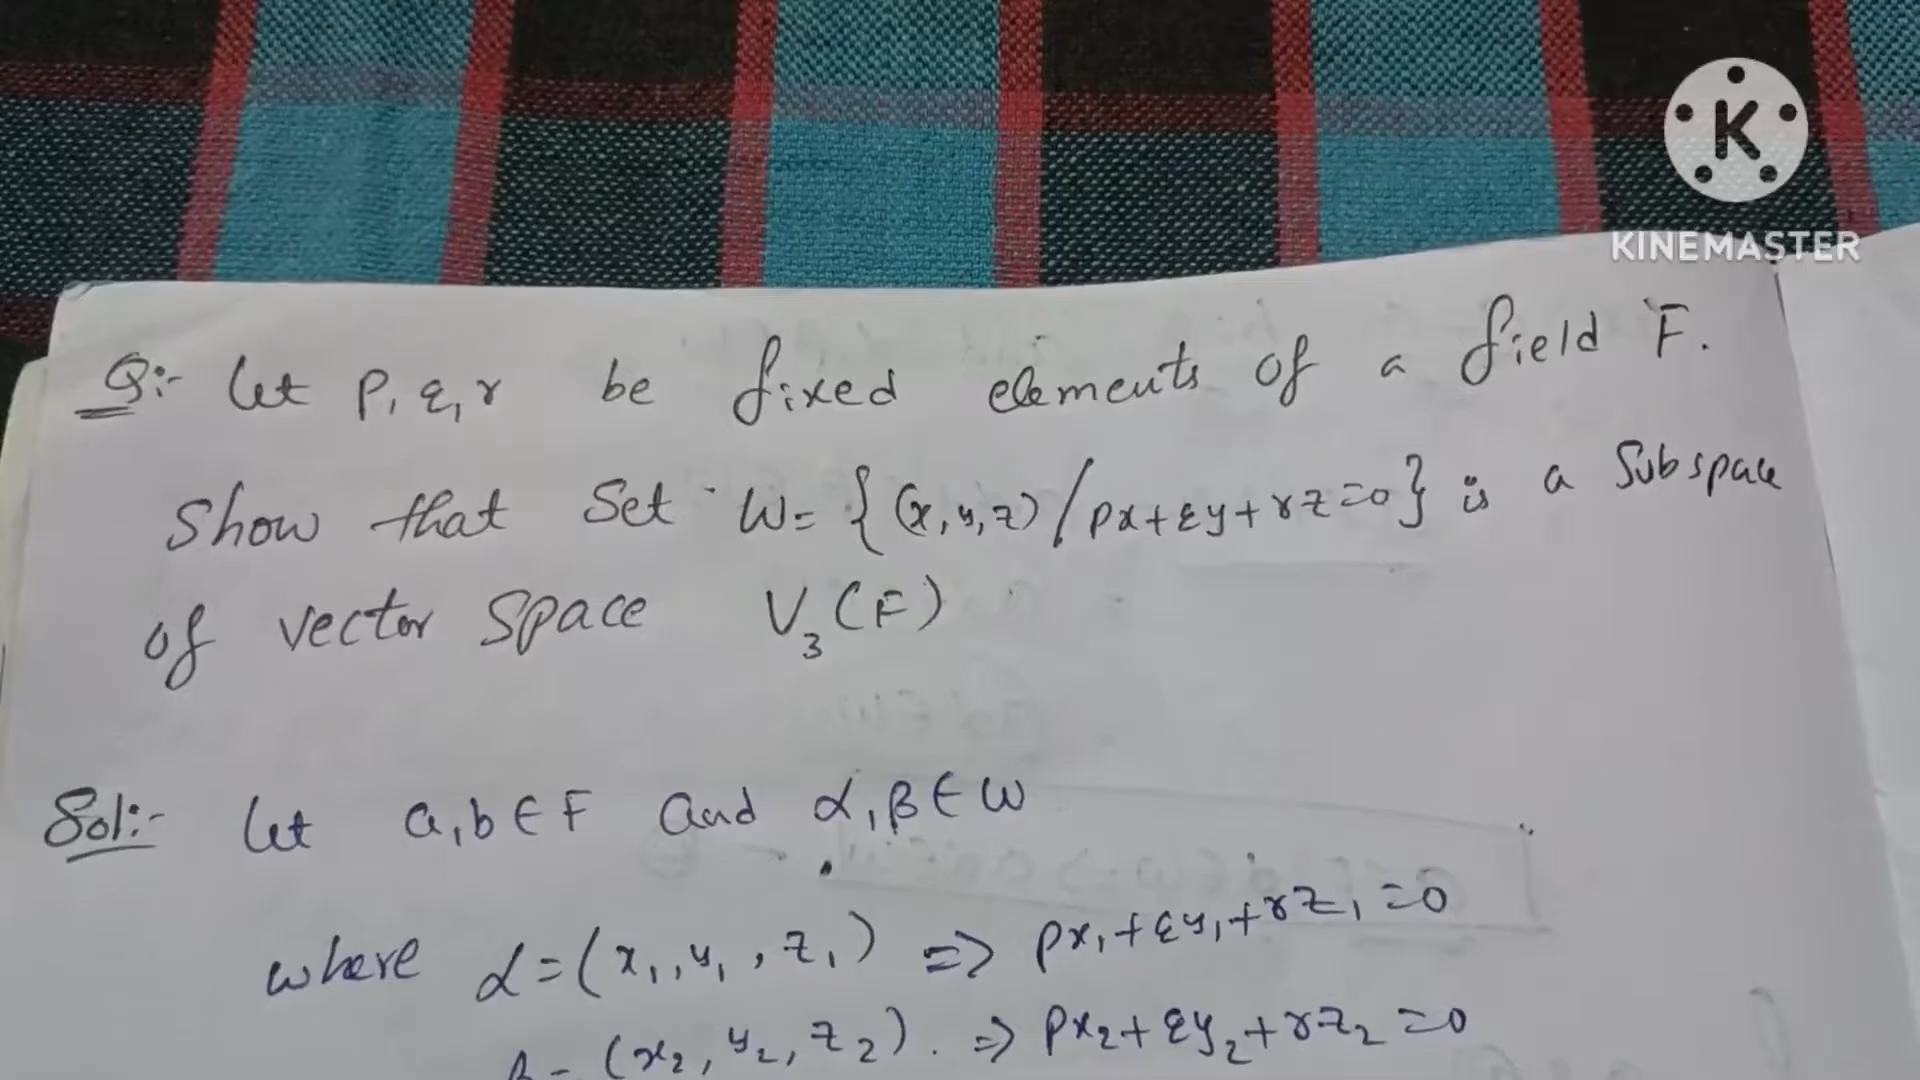 KINEMASTER
Q:- Let p, q, r be fixed elements of a field F.
Show that Set W = {(x, y, z) / px + qy + rz = 0} is a Subspace
of vector Space V₃(F)
Sol:- Let a, b ∈ F and α, β ∈ W
where α = (x₁, y₁, z₁) ⇒ px₁ + qy₁ + rz₁ = 0
β = (x₂, y₂, z₂). ⇒ px₂ + qy₂ + rz₂ = 0